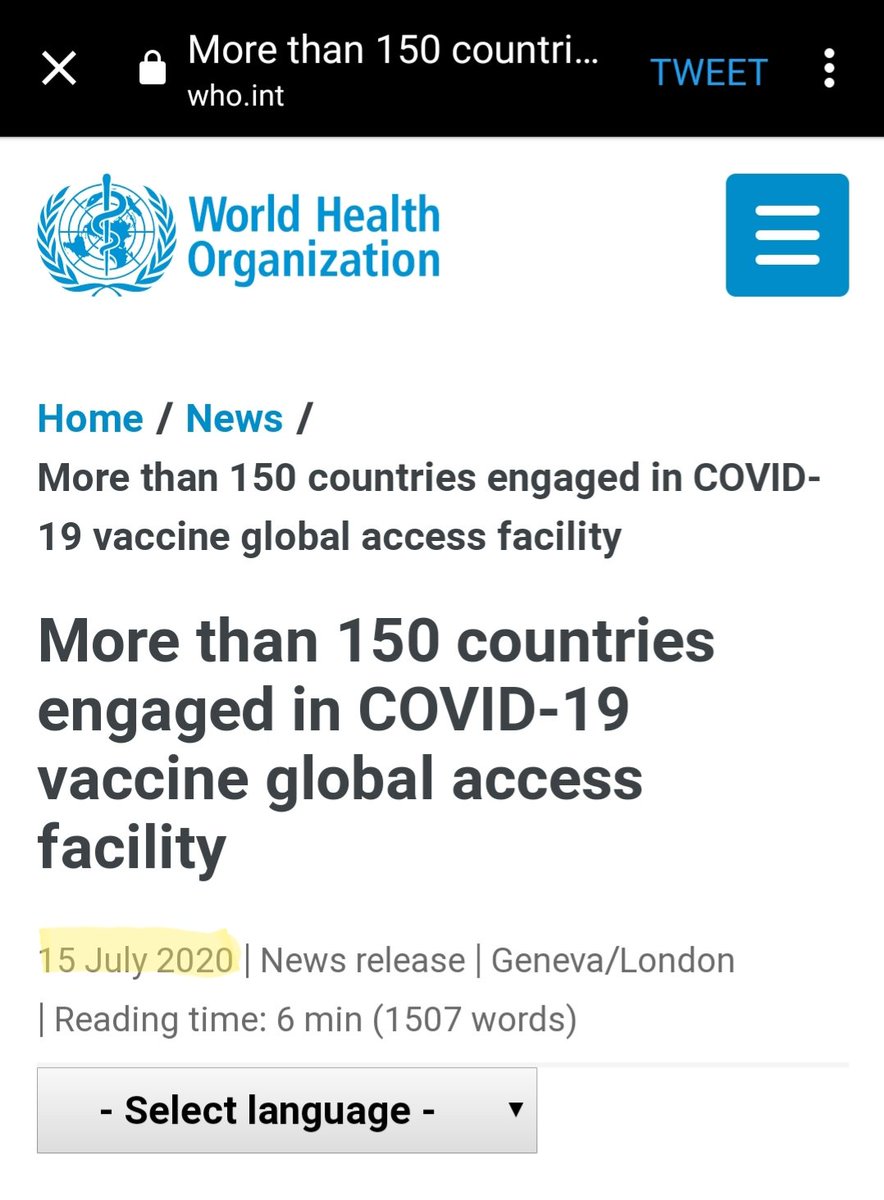 More than 150 countri...
who.int
TWEET
World Health
Organization
Home / News /
More than 150 countries engaged in COVID-
19 vaccine global access facility
More than 150 countries
engaged in COVID-19
vaccine global access
facility
15 July 2020 | News release | Geneva/London
| Reading time: 6 min (1507 words)
- Select language -